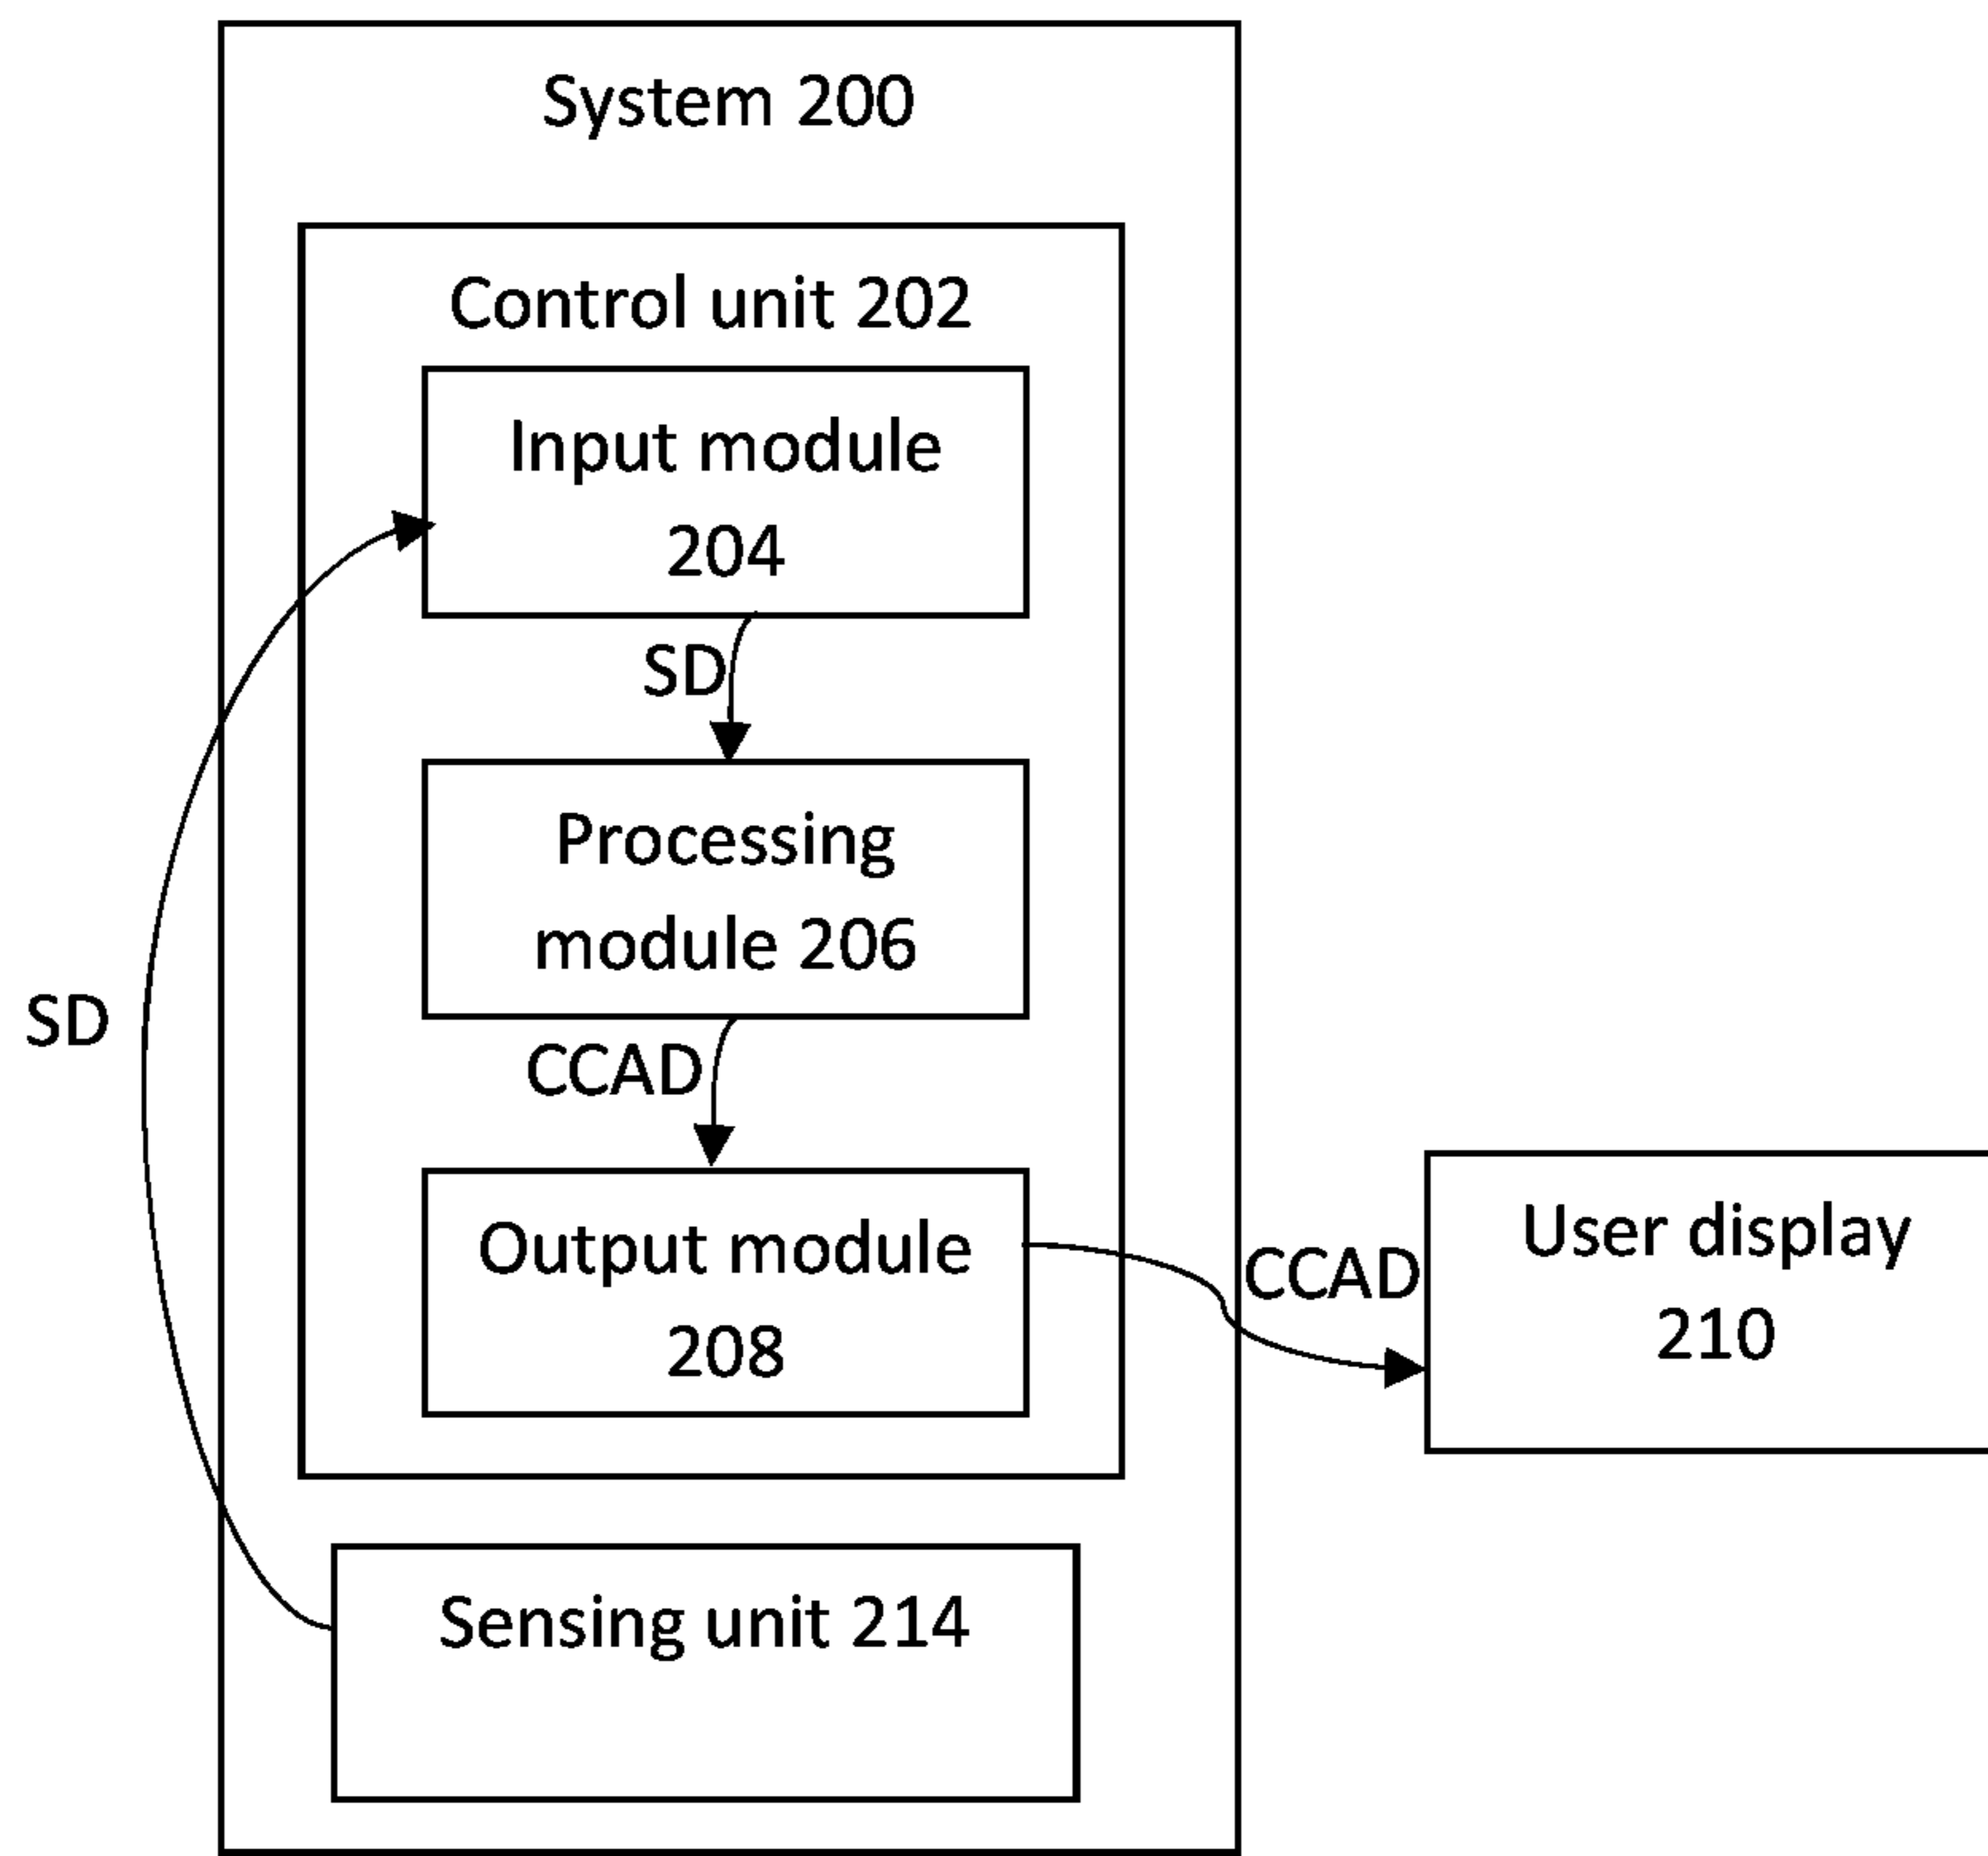 System 200
Control unit 202
Input module
204
SD
Processing
module 206
SD
CCAD
Output module
208
CCAD
User display
210
Sensing unit 214